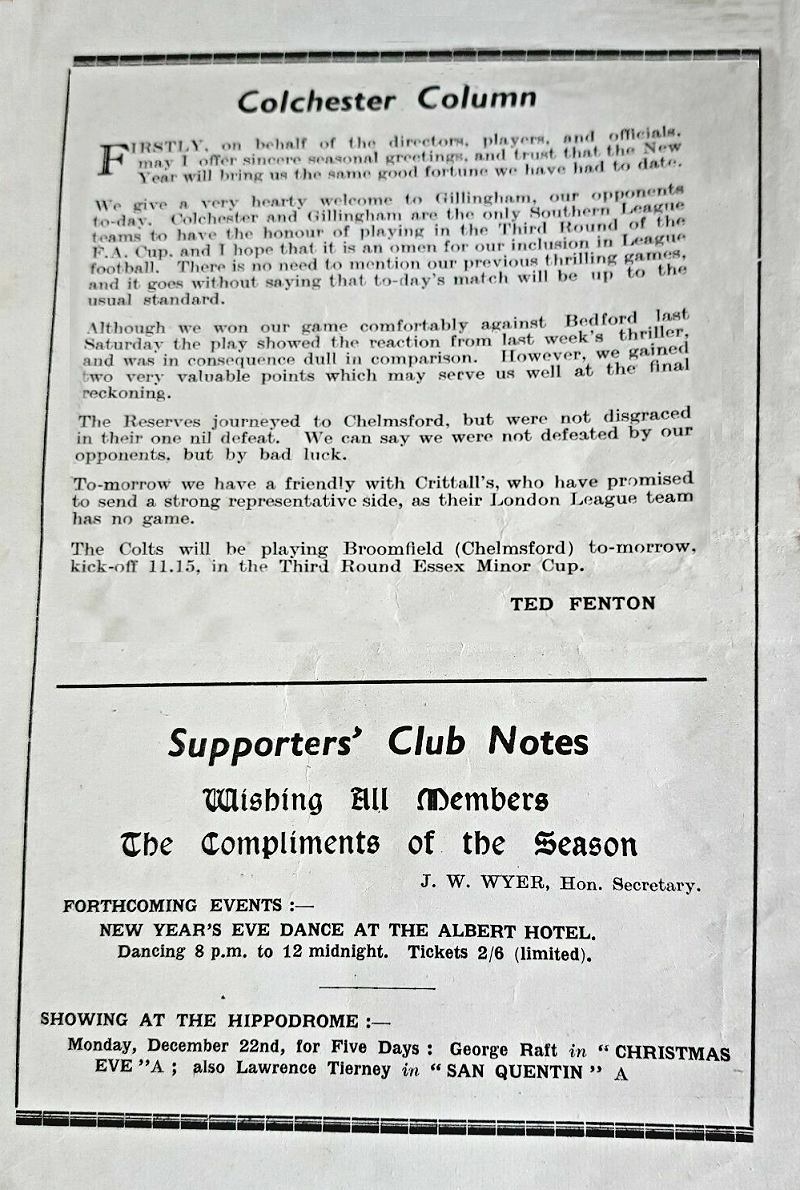 Colchester Column
FIRSTLY, on behalf of the directors, players, and officials,
may I offer sincere seasonal greetings, and trust that the New
Year will bring us the same good fortune we have had to date.
We give a very hearty welcome to Gillingham, our opponents
to-day. Colchester and Gillingham are the only Southern League
teams to have the honour of playing in the Third Round of the
F.A. Cup, and I hope that it is an omen for our inclusion in League
football. There is no need to mention our previous thrilling games,
and it goes without saying that to-day's match will be up to the
usual standard.
Although we won our game comfortably against Bedford last
Saturday the play showed the reaction from last week's thriller,
and was in consequence dull in comparison. However, we gained
two very valuable points which may serve us well at the final
reckoning.
The Reserves journeyed to Chelmsford, but were not disgraced
in their one nil defeat. We can say we were not defeated by our
opponents, but by bad luck.
To-morrow we have a friendly with Crittall's, who have promised
to send a strong representative side, as their London League team
has no game.
The Colts will be playing Broomfield (Chelmsford) to-morrow,
kick-off 11.15, in the Third Round Essex Minor Cup.
TED FENTON
Supporters' Club Notes
Wishing All Members
The Compliments of the Season
J. W. WYER, Hon. Secretary.
FORTHCOMING EVENTS :—
NEW YEAR'S EVE DANCE AT THE ALBERT HOTEL.
Dancing 8 p.m. to 12 midnight. Tickets 2/6 (limited).
SHOWING AT THE HIPPODROME :—
Monday, December 22nd, for Five Days : George Raft in " CHRISTMAS
EVE "A ; also Lawrence Tierney in " SAN QUENTIN " A